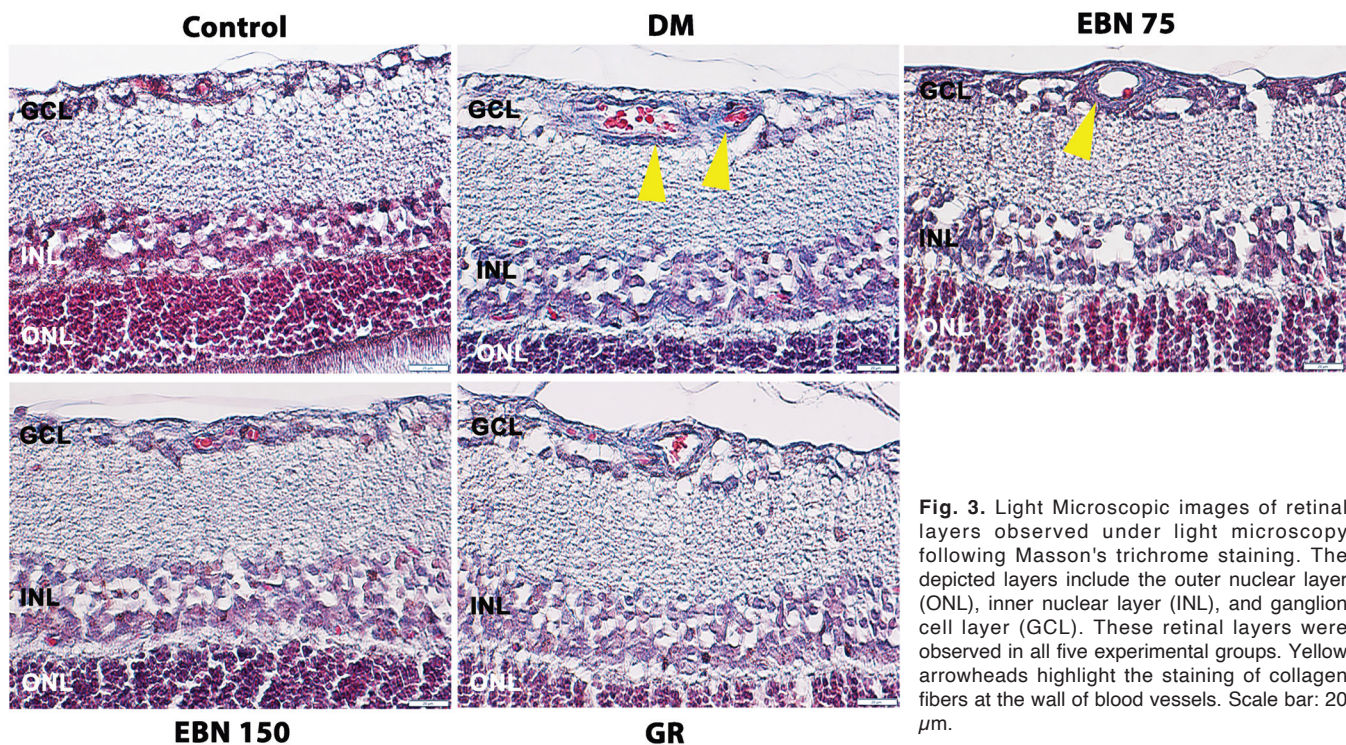 Control
DM
EBN 75
GCL
INL
ONL
GCL
INL
ONL
GCL
INL
ONL
GCL
INL
ONL
GCL
INL
ONL
EBN 150
GR
Fig. 3. Light Microscopic images of retinal
layers observed under light microscopy
following Masson's trichrome staining. The
depicted layers include the outer nuclear layer
(ONL), inner nuclear layer (INL), and ganglion
cell layer (GCL). These retinal layers were
observed in all five experimental groups. Yellow
arrowheads highlight the staining of collagen
fibers at the wall of blood vessels. Scale bar: 20
µm.